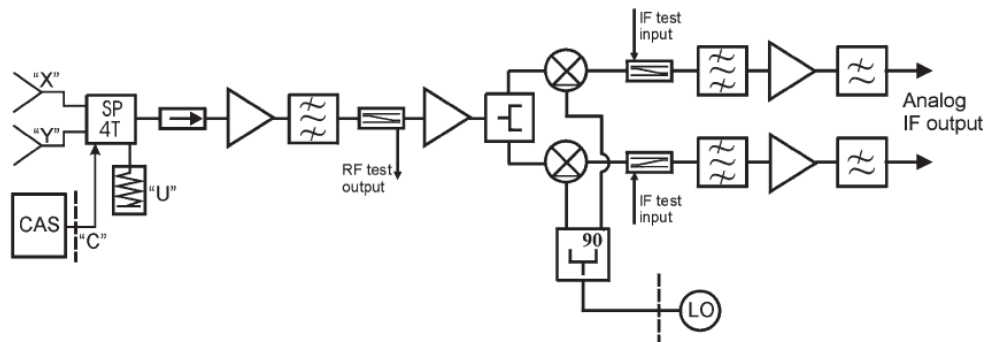 IF test
input
"X"
SP
4T
"Y"
Analog
IF output
RF test
output
"U"
CAS
"C"
IF test
input
90
LO